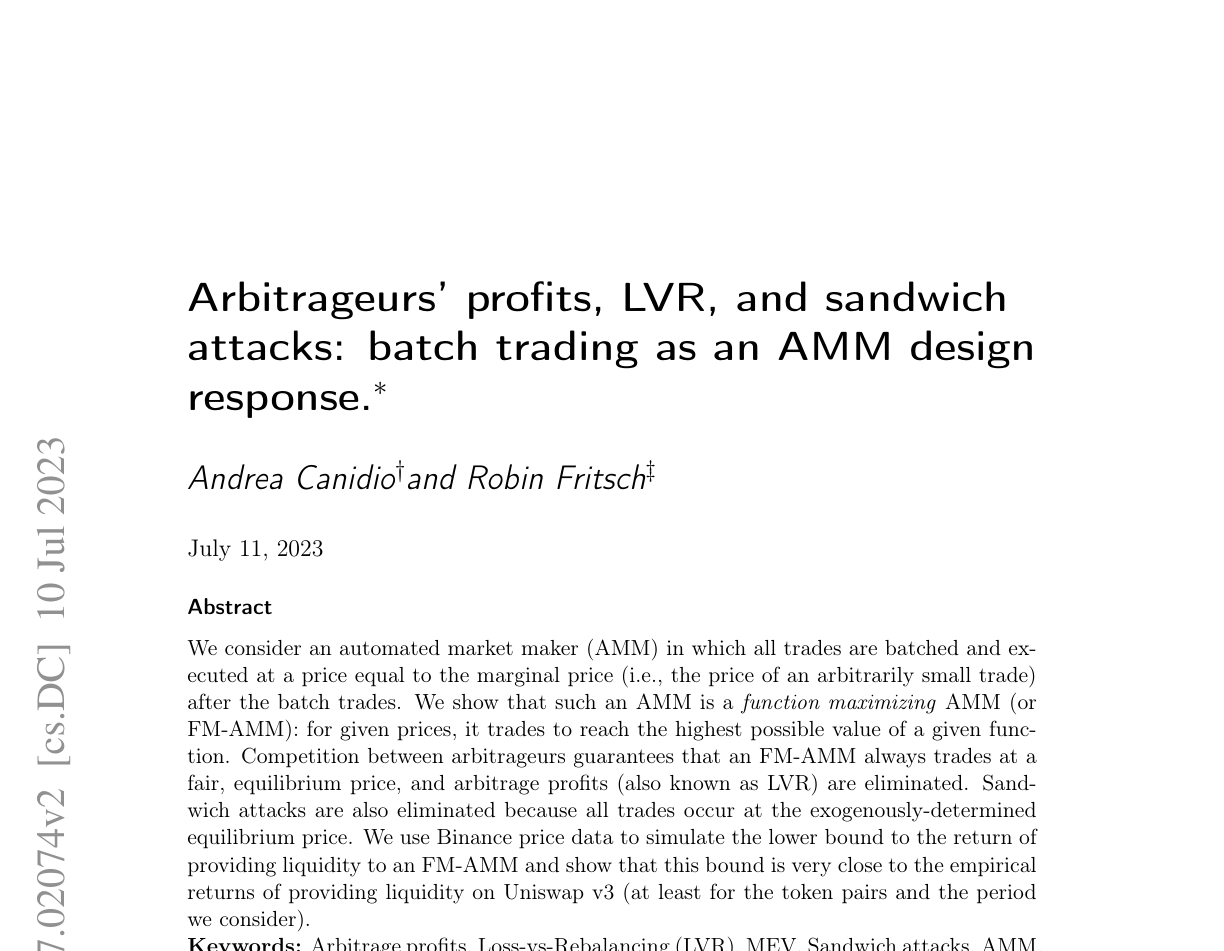 Arbitrageurs’ profits, LVR, and sandwich
attacks: batch trading as an AMM design
response.*
Andrea Canidio†and Robin Fritsch‡
July 11, 2023
Abstract
We consider an automated market maker (AMM) in which all trades are batched and ex-
ecuted at a price equal to the marginal price (i.e., the price of an arbitrarily small trade)
after the batch trades. We show that such an AMM is a function maximizing AMM (or
FM-AMM): for given prices, it trades to reach the highest possible value of a given func-
tion. Competition between arbitrageurs guarantees that an FM-AMM always trades at a
fair, equilibrium price, and arbitrage profits (also known as LVR) are eliminated. Sand-
wich attacks are also eliminated because all trades occur at the exogenously-determined
equilibrium price. We use Binance price data to simulate the lower bound to the return of
providing liquidity to an FM-AMM and show that this bound is very close to the empirical
returns of providing liquidity on Uniswap v3 (at least for the token pairs and the period
we consider).
Keywords: Arbitrage profits, Loss-vs-Rebalancing (LVR), MEV, Sandwich attacks, AMM
7.02074v2 [cs.DC] 10 Jul 2023